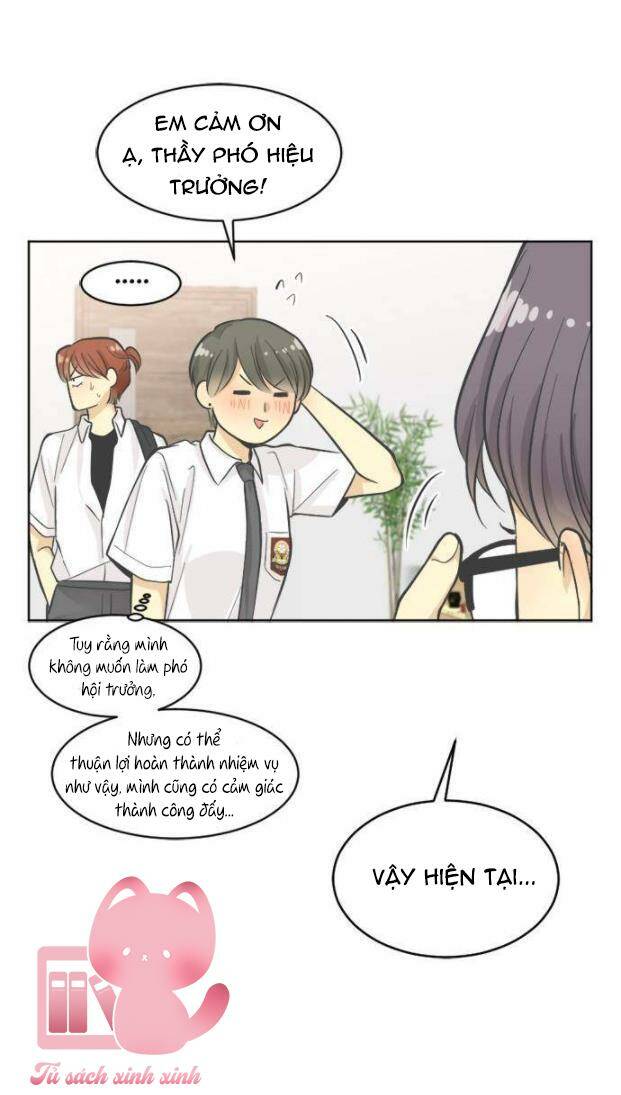 EM CẢM ƠN
Ạ, THẦY PHÓ HIỆU
TRƯỞNG!
.....
Tuy rằng mình
không muốn làm phó
hội trưởng.
Nhưng có thể
thuận lợi hoàn thành nhiệm vụ
như vậy, mình cũng có cảm giác
thành công đấy...
VẬY HIỆN TẠI...
Tủ sách xinh xinh